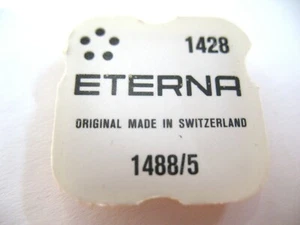 1428
ETERNA
ORIGINAL MADE IN SWITZERLAND
1488/5